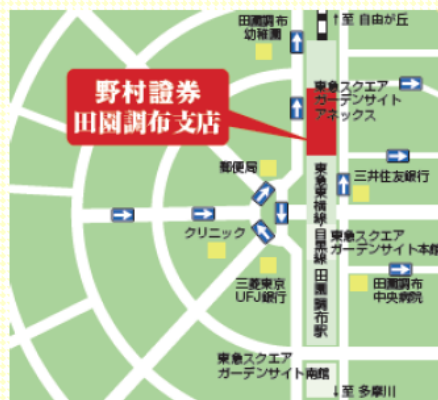 田園調布
幼稚園
↑至 自由が丘
野村證券
田園調布支店
東急スクエア
ガーデンサイト
アネックス
郵便局
三井住友銀行
東急東横線
目黒線
田園調布駅
クリニック
東急スクエア
ガーデンサイト本館
三菱東京
UFJ銀行
田園調布
中央病院
東急スクエア
ガーデンサイト南館
↓至 多摩川